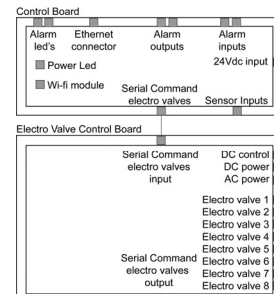 Control Board
Alarm led's
Ethernet connector
Alarm outputs
Alarm inputs
24Vdc input
Power Led
Wi-fi module
Serial Command
electro valves
Sensor Inputs
Electro Valve Control Board
Serial Command
electro valves
input
DC control
DC power
AC power
Electro valve 1
Electro valve 2
Electro valve 3
Electro valve 4
Electro valve 5
Electro valve 6
Electro valve 7
Electro valve 8
Serial Command
electro valves
output